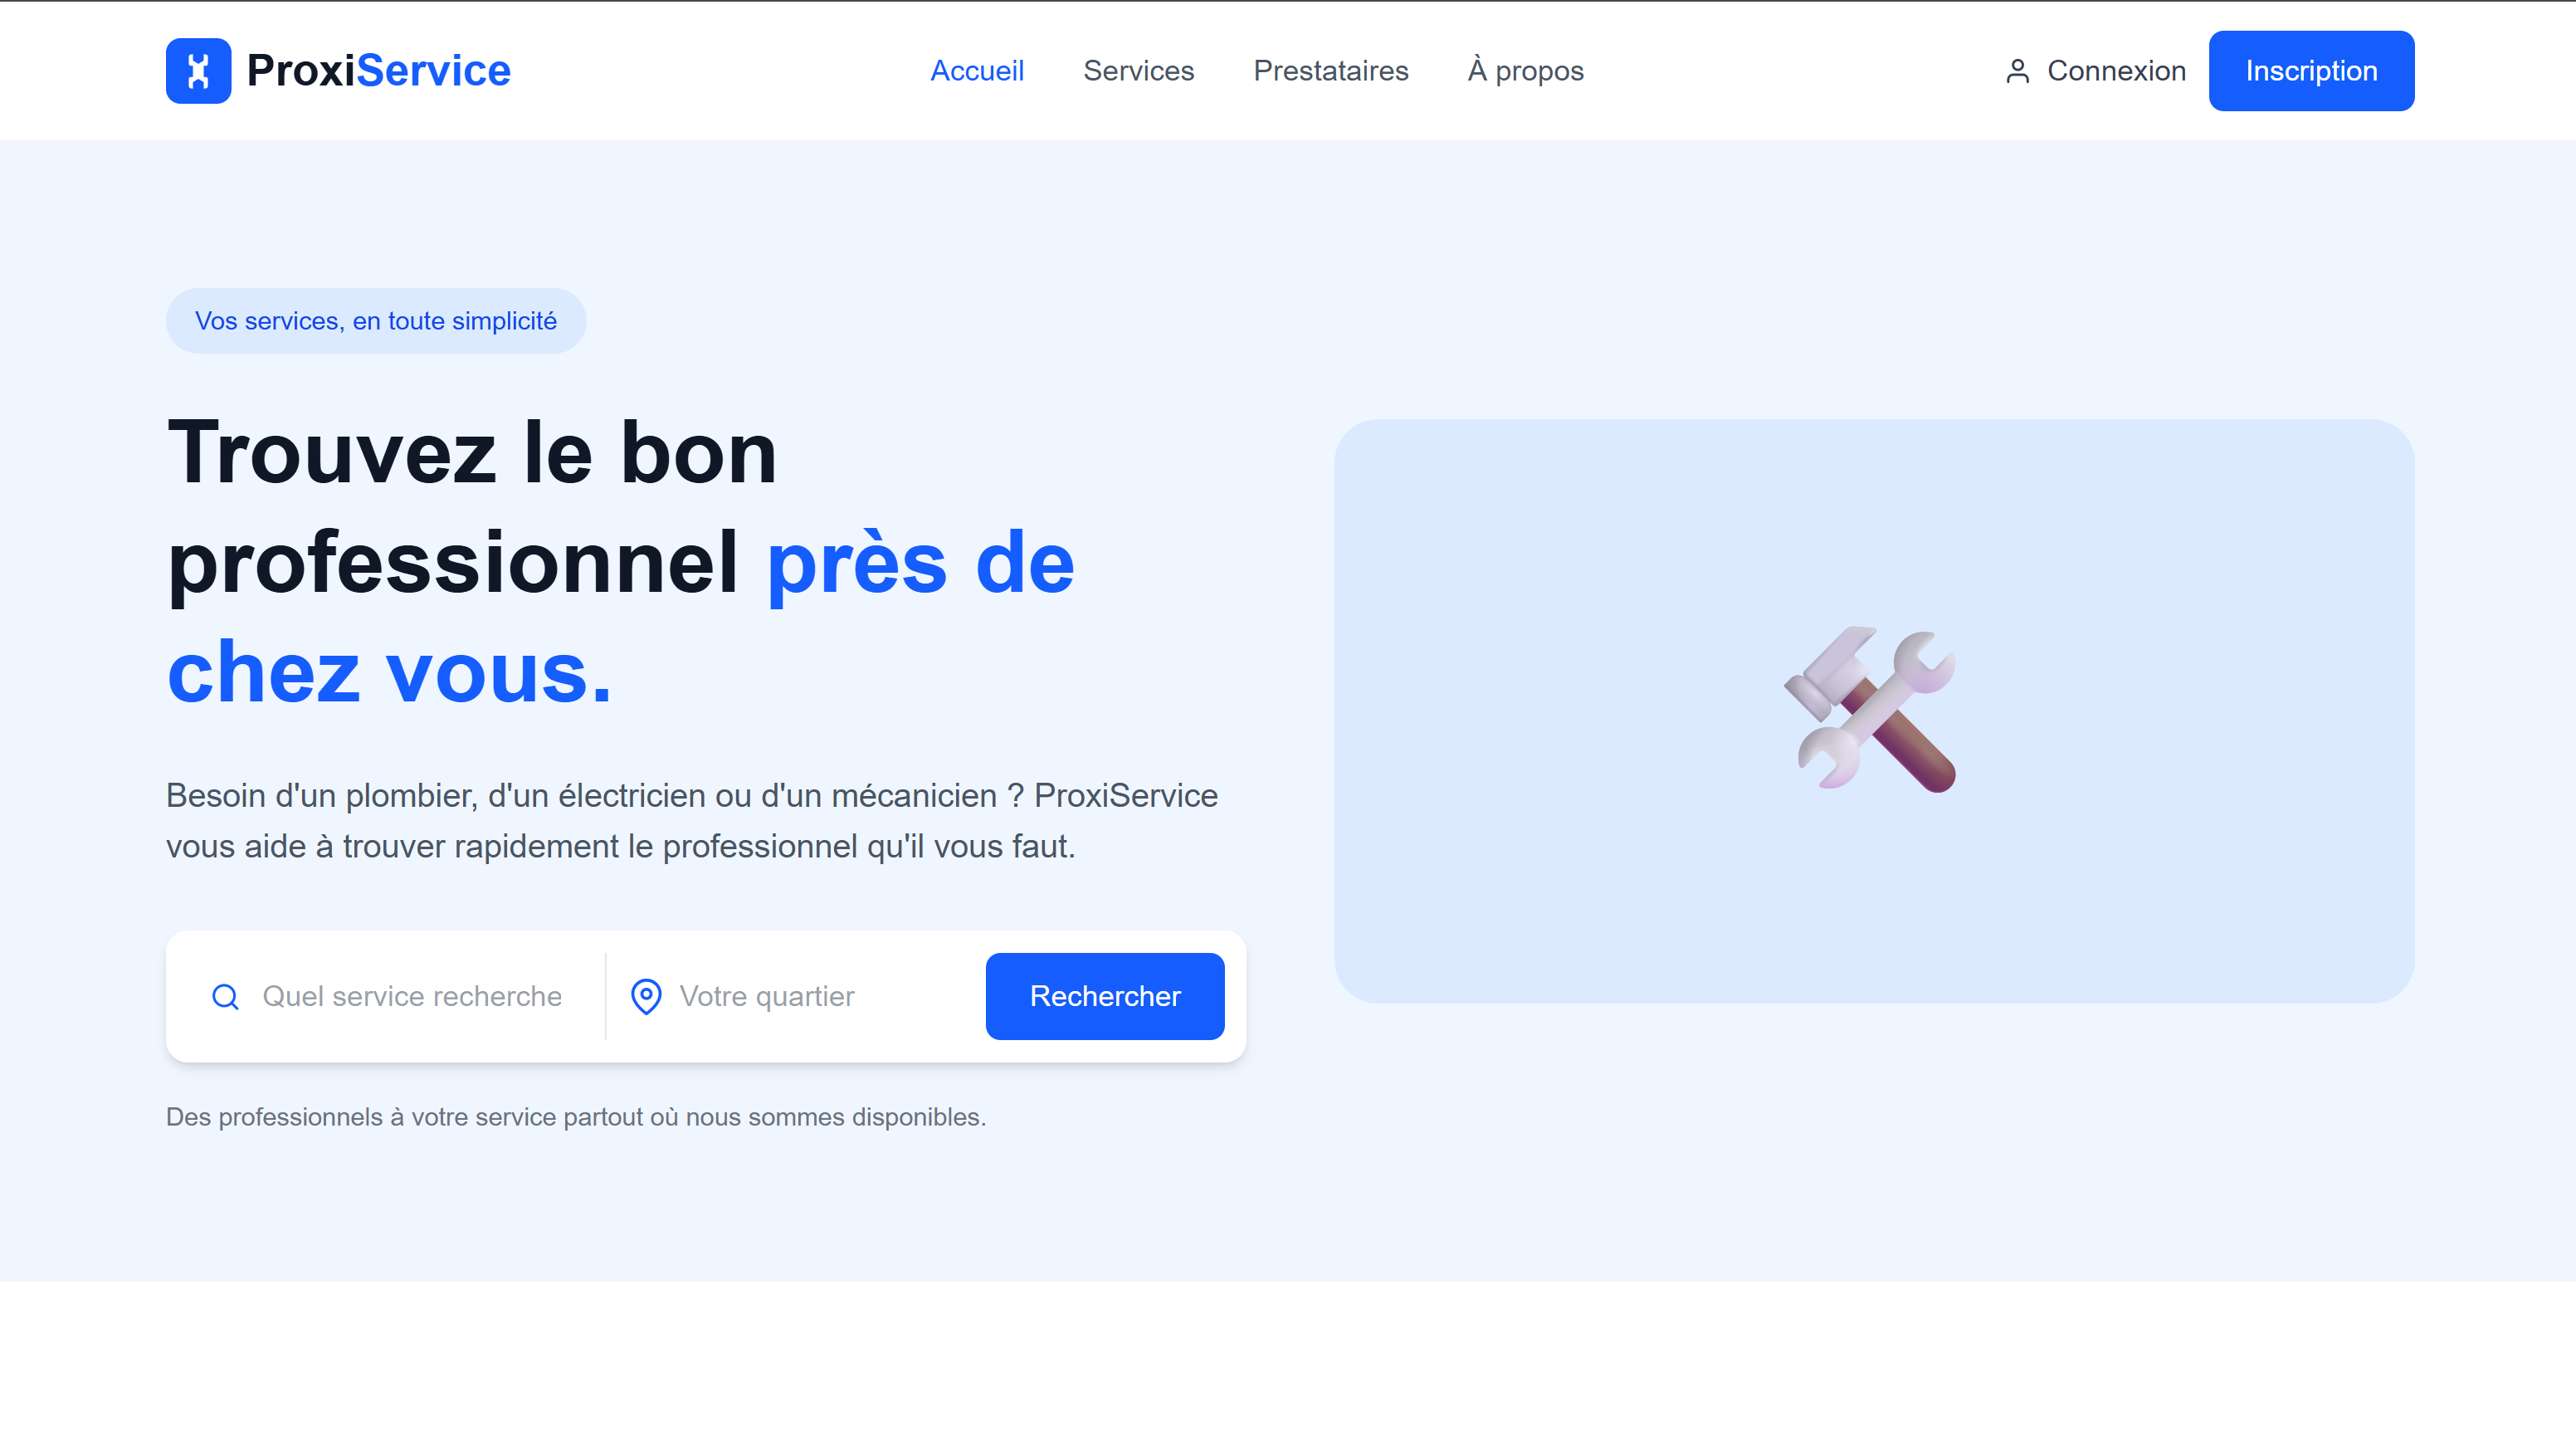 ProxiService
Accueil
Services
Prestataires
À propos
Connexion
Inscription
Vos services, en toute simplicité
Trouvez le bon
professionnel près de
chez vous.
Besoin d'un plombier, d'un électricien ou d'un mécanicien ? ProxiService
vous aide à trouver rapidement le professionnel qu'il vous faut.
Quel service recherche
Votre quartier
Rechercher
Des professionnels à votre service partout où nous sommes disponibles.